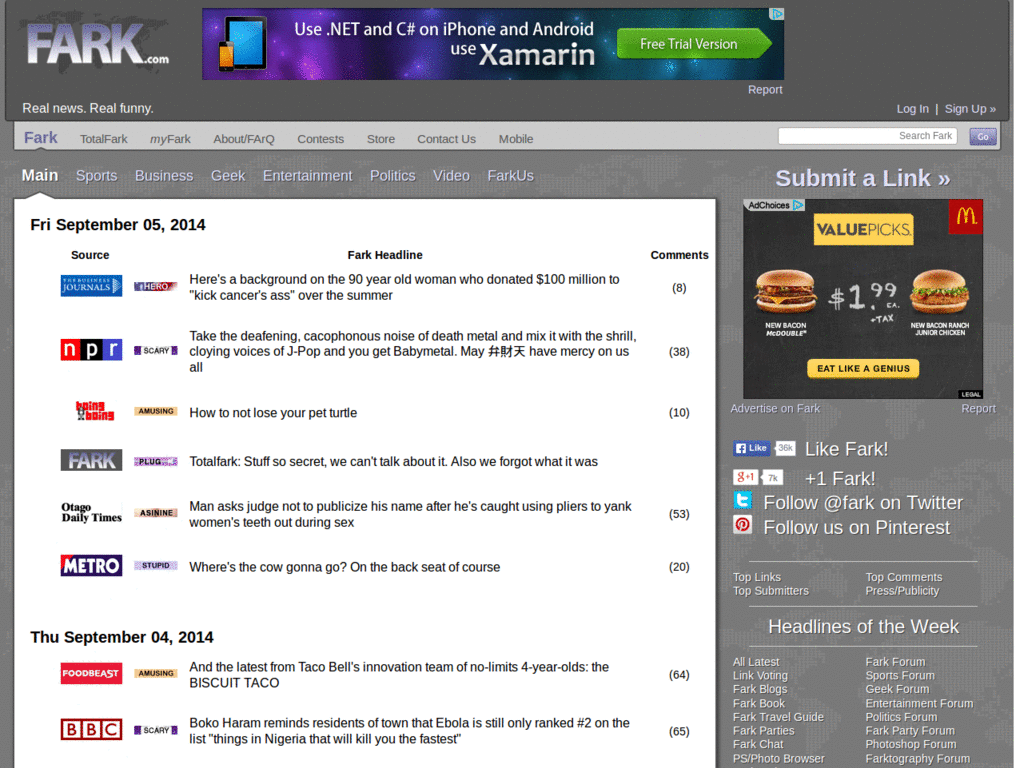 FARK.com
Use .NET and C# on iPhone and Android
use Xamarin
Free Trial Version
Report
Real news. Real funny.
Log In | Sign Up »
Fark TotalFark myFark About/FArQ Contests Store Contact Us Mobile
Search Fark Go
Main Sports Business Geek Entertainment Politics Video FarkUs
Fri September 05, 2014
Source Fark Headline Comments
THE BUSINESS JOURNALS HERO Here's a background on the 90 year old woman who donated $100 million to
"kick cancer's ass" over the summer
(8)
npr SCARY Take the deafening, cacophonous noise of death metal and mix it with the shrill,
cloying voices of J-Pop and you get Babymetal. May 弁財天 have mercy on us
all
(38)
boing boing AMUSING How to not lose your pet turtle (10)
FARK PLUG Totalfark: Stuff so secret, we can't talk about it. Also we forgot what it was
Otago Daily Times ASININE Man asks judge not to publicize his name after he's caught using pliers to yank
women's teeth out during sex
(53)
METRO STUPID Where's the cow gonna go? On the back seat of course (20)
Thu September 04, 2014
FOODBEAST AMUSING And the latest from Taco Bell's innovation team of no-limits 4-year-olds: the
BISCUIT TACO
(64)
BBC SCARY Boko Haram reminds residents of town that Ebola is still only ranked #2 on the
list "things in Nigeria that will kill you the fastest"
(65)
Submit a Link »
AdChoices
VALUEPICKS.
$1.99 EA. +TAX
NEW BACON McDOUBLE®
NEW BACON RANCH JUNIOR CHICKEN
EAT LIKE A GENIUS
LEGAL
Advertise on Fark Report
Like 36k Like Fark!
g+1 7k +1 Fark!
Follow @fark on Twitter
Follow us on Pinterest
Top Links Top Comments
Top Submitters Press/Publicity
Headlines of the Week
All Latest Fark Forum
Link Voting Sports Forum
Fark Blogs Geek Forum
Fark Book Entertainment Forum
Fark Travel Guide Politics Forum
Fark Parties Fark Party Forum
Fark Chat Photoshop Forum
PS/Photo Browser Farktography Forum